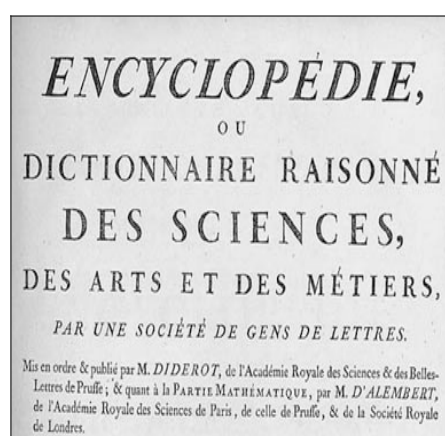 ENCYCLOPÉDIE,
OU
DICTIONNAIRE RAISONNÉ
DES SCIENCES,
DES ARTS ET DES MÉTIERS,
PAR UNE SOCIÉTÉ DE GENS DE LETTRES.
Mis en ordre & publié par M. DIDEROT, de l'Académie Royale des Sciences & des Belles-
Lettres de Prusse ; & quant à la PARTIE MATHÉMATIQUE, par M. D'ALEMBERT,
de l'Académie Royale des Sciences de Paris, de celle de Prusse, & de la Société Royale
de Londres.